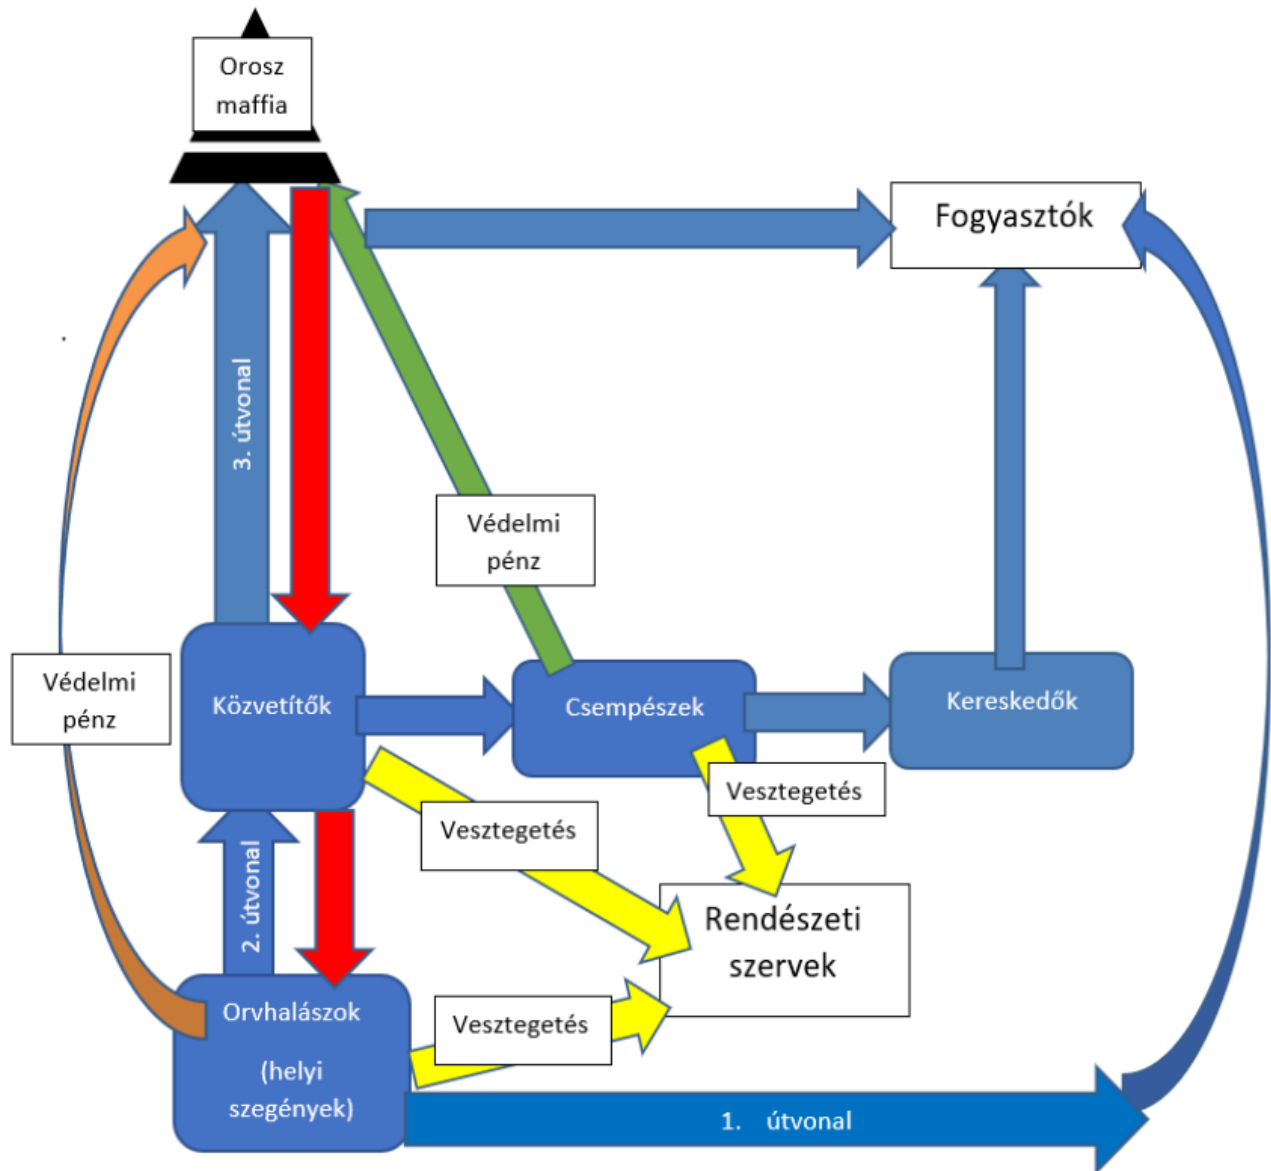 Orosz
maffia
Fogyasztók
3. útvonal
Védelmi
pénz
Védelmi
pénz
Közvetítők
Csempészek
Kereskedők
Vesztegetés
Vesztegetés
2. útvonal
Rendészeti
szervek
Orvhalászok
(helyi
szegények)
Vesztegetés
1. útvonal